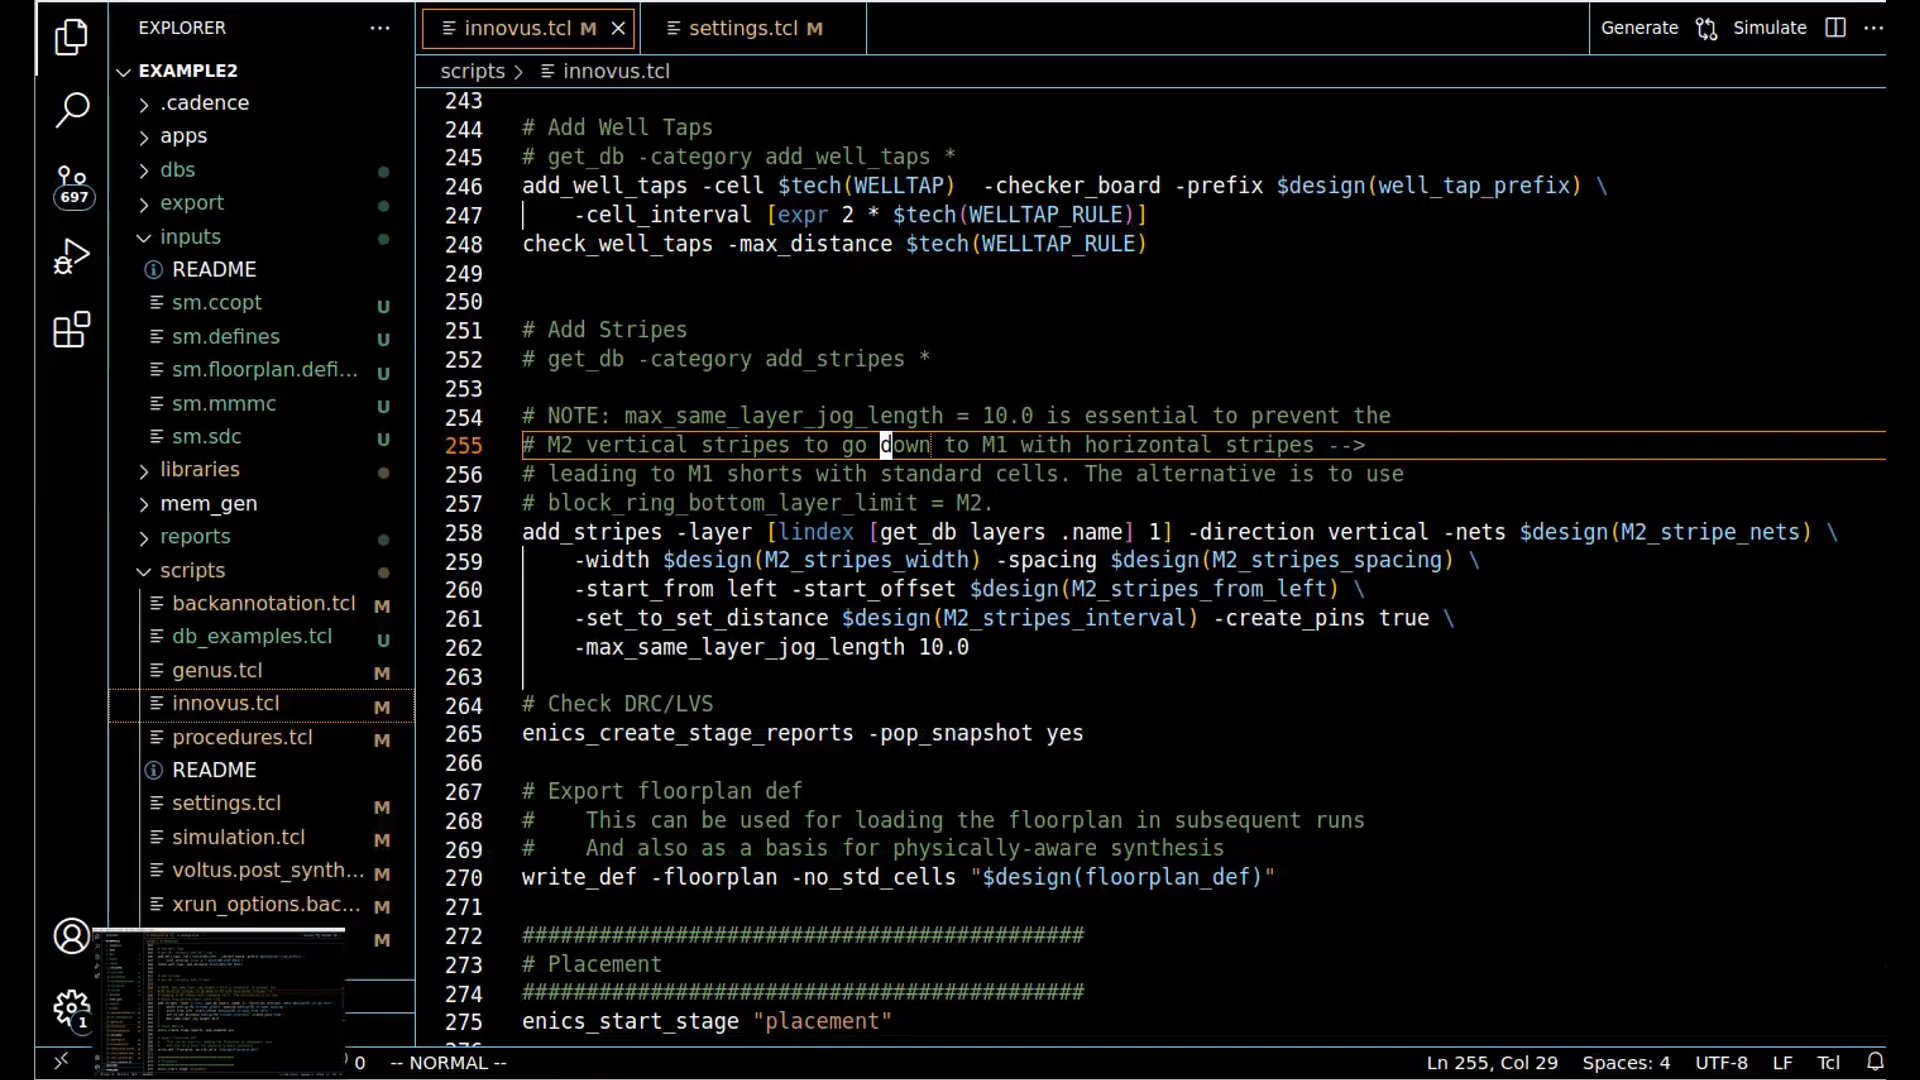 EXPLORER
EXAMPLE2
.cadence
apps
dbs
export
inputs
README
sm.ccopt U
sm.defines U
sm.floorplan.defi... U
sm.mmmc U
sm.sdc U
libraries
mem_gen
reports
scripts
backannotation.tcl M
db_examples.tcl U
genus.tcl M
innovus.tcl M
procedures.tcl M
README
settings.tcl M
simulation.tcl M
voltus.post_synth... M
xrun_options.bac... M
M
697
1
innovus.tcl M
settings.tcl M
Generate
Simulate
scripts > innovus.tcl
243
244 # Add Well Taps
245 # get_db -category add_well_taps *
246 add_well_taps -cell $tech(WELLTAP)  -checker_board -prefix $design(well_tap_prefix) \
247     -cell_interval [expr 2 * $tech(WELLTAP_RULE)]
248 check_well_taps -max_distance $tech(WELLTAP_RULE)
249
250
251 # Add Stripes
252 # get_db -category add_stripes *
253
254 # NOTE: max_same_layer_jog_length = 10.0 is essential to prevent the
255 # M2 vertical stripes to go down to M1 with horizontal stripes -->
256 # leading to M1 shorts with standard cells. The alternative is to use
257 # block_ring_bottom_layer_limit = M2.
258 add_stripes -layer [lindex [get_db layers .name] 1] -direction vertical -nets $design(M2_stripe_nets) \
259     -width $design(M2_stripes_width) -spacing $design(M2_stripes_spacing) \
260     -start_from left -start_offset $design(M2_stripes_from_left) \
261     -set_to_set_distance $design(M2_stripes_interval) -create_pins true \
262     -max_same_layer_jog_length 10.0
263
264 # Check DRC/LVS
265 enics_create_stage_reports -pop_snapshot yes
266
267 # Export floorplan def
268 #    This can be used for loading the floorplan in subsequent runs
269 #    And also as a basis for physically-aware synthesis
270 write_def -floorplan -no_std_cells "$design(floorplan_def)"
271
272 ############################################
273 # Placement
274 ############################################
275 enics_start_stage "placement"
0 -- NORMAL --
Ln 255, Col 29 Spaces: 4 UTF-8 LF Tcl